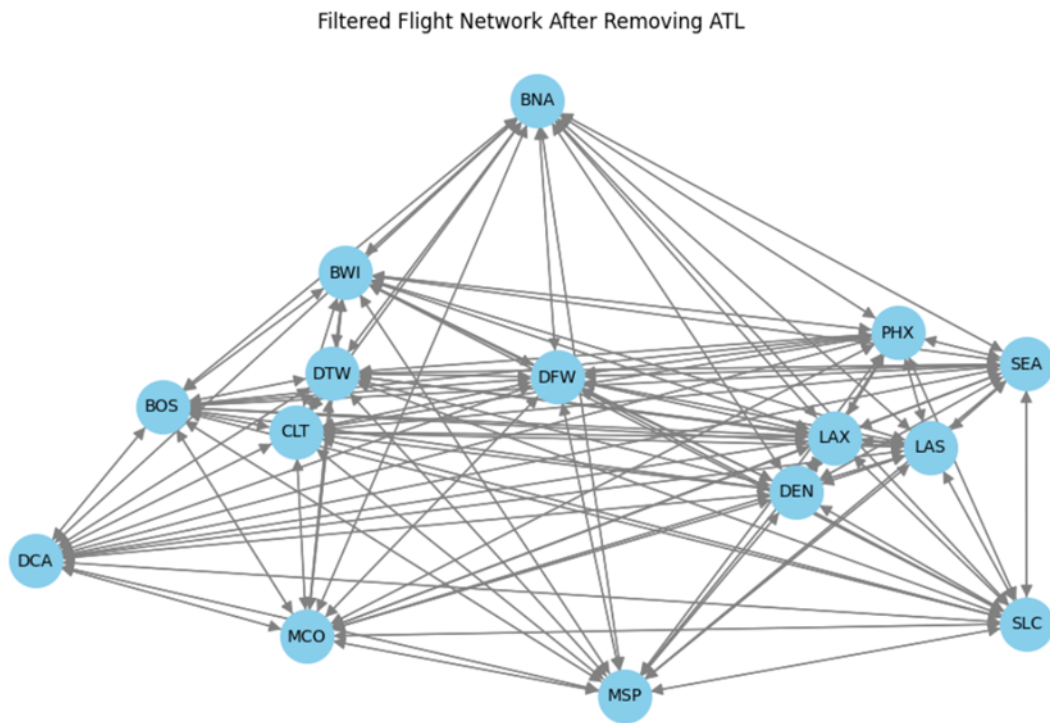 Filtered Flight Network After Removing ATL
BNA
BWI
PHX
SEA
DTW
DFW
BOS
CLT
LAX
LAS
DEN
DCA
MCO
SLC
MSP